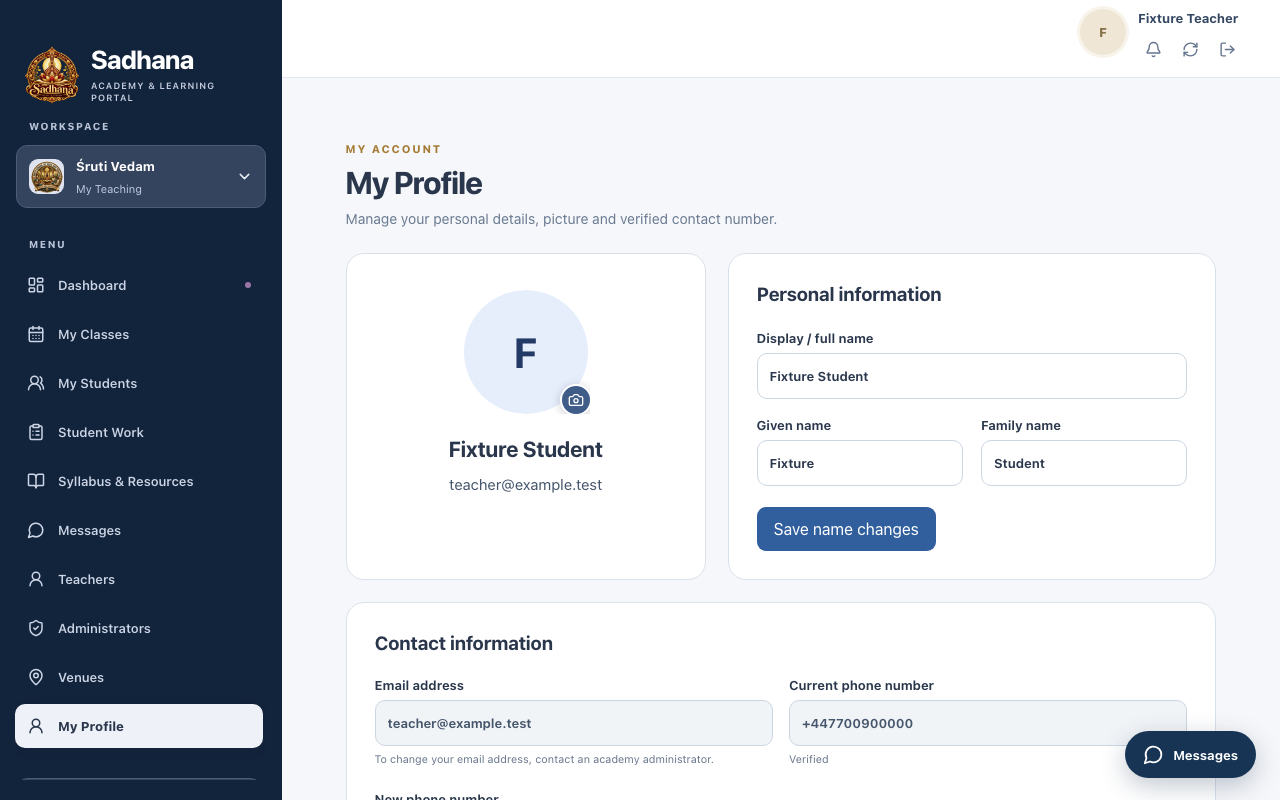 Sadhana
Sadhana
ACADEMY & LEARNING
PORTAL
WORKSPACE
Śruti Vedam
My Teaching
MENU
Dashboard
My Classes
My Students
Student Work
Syllabus & Resources
Messages
Teachers
Administrators
Venues
My Profile
F
Fixture Teacher
MY ACCOUNT
My Profile
Manage your personal details, picture and verified contact number.
F
Fixture Student
teacher@example.test
Personal information
Display / full name
Fixture Student
Given name
Family name
Fixture
Student
Save name changes
Contact information
Email address
Current phone number
teacher@example.test
+447700900000
To change your email address, contact an academy administrator.
Verified
New phone number
Messages